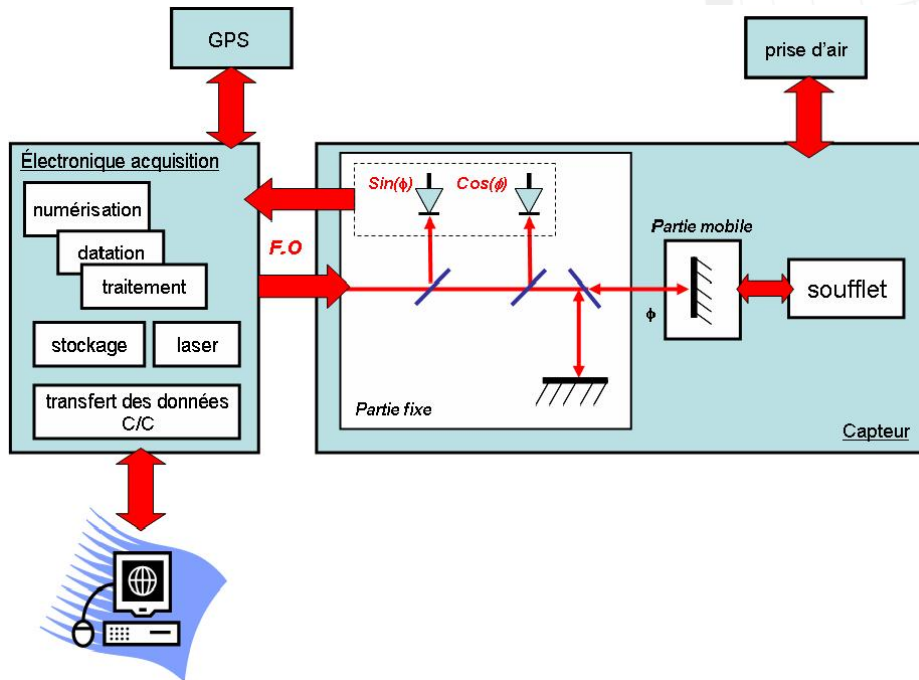 GPS
prise d'air
Électronique acquisition
numérisation
datation
traitement
stockage
laser
transfert des données
C/C
F.O
Sin(ϕ)
Cos(ϕ)
Partie fixe
Partie mobile
ϕ
soufflet
Capteur